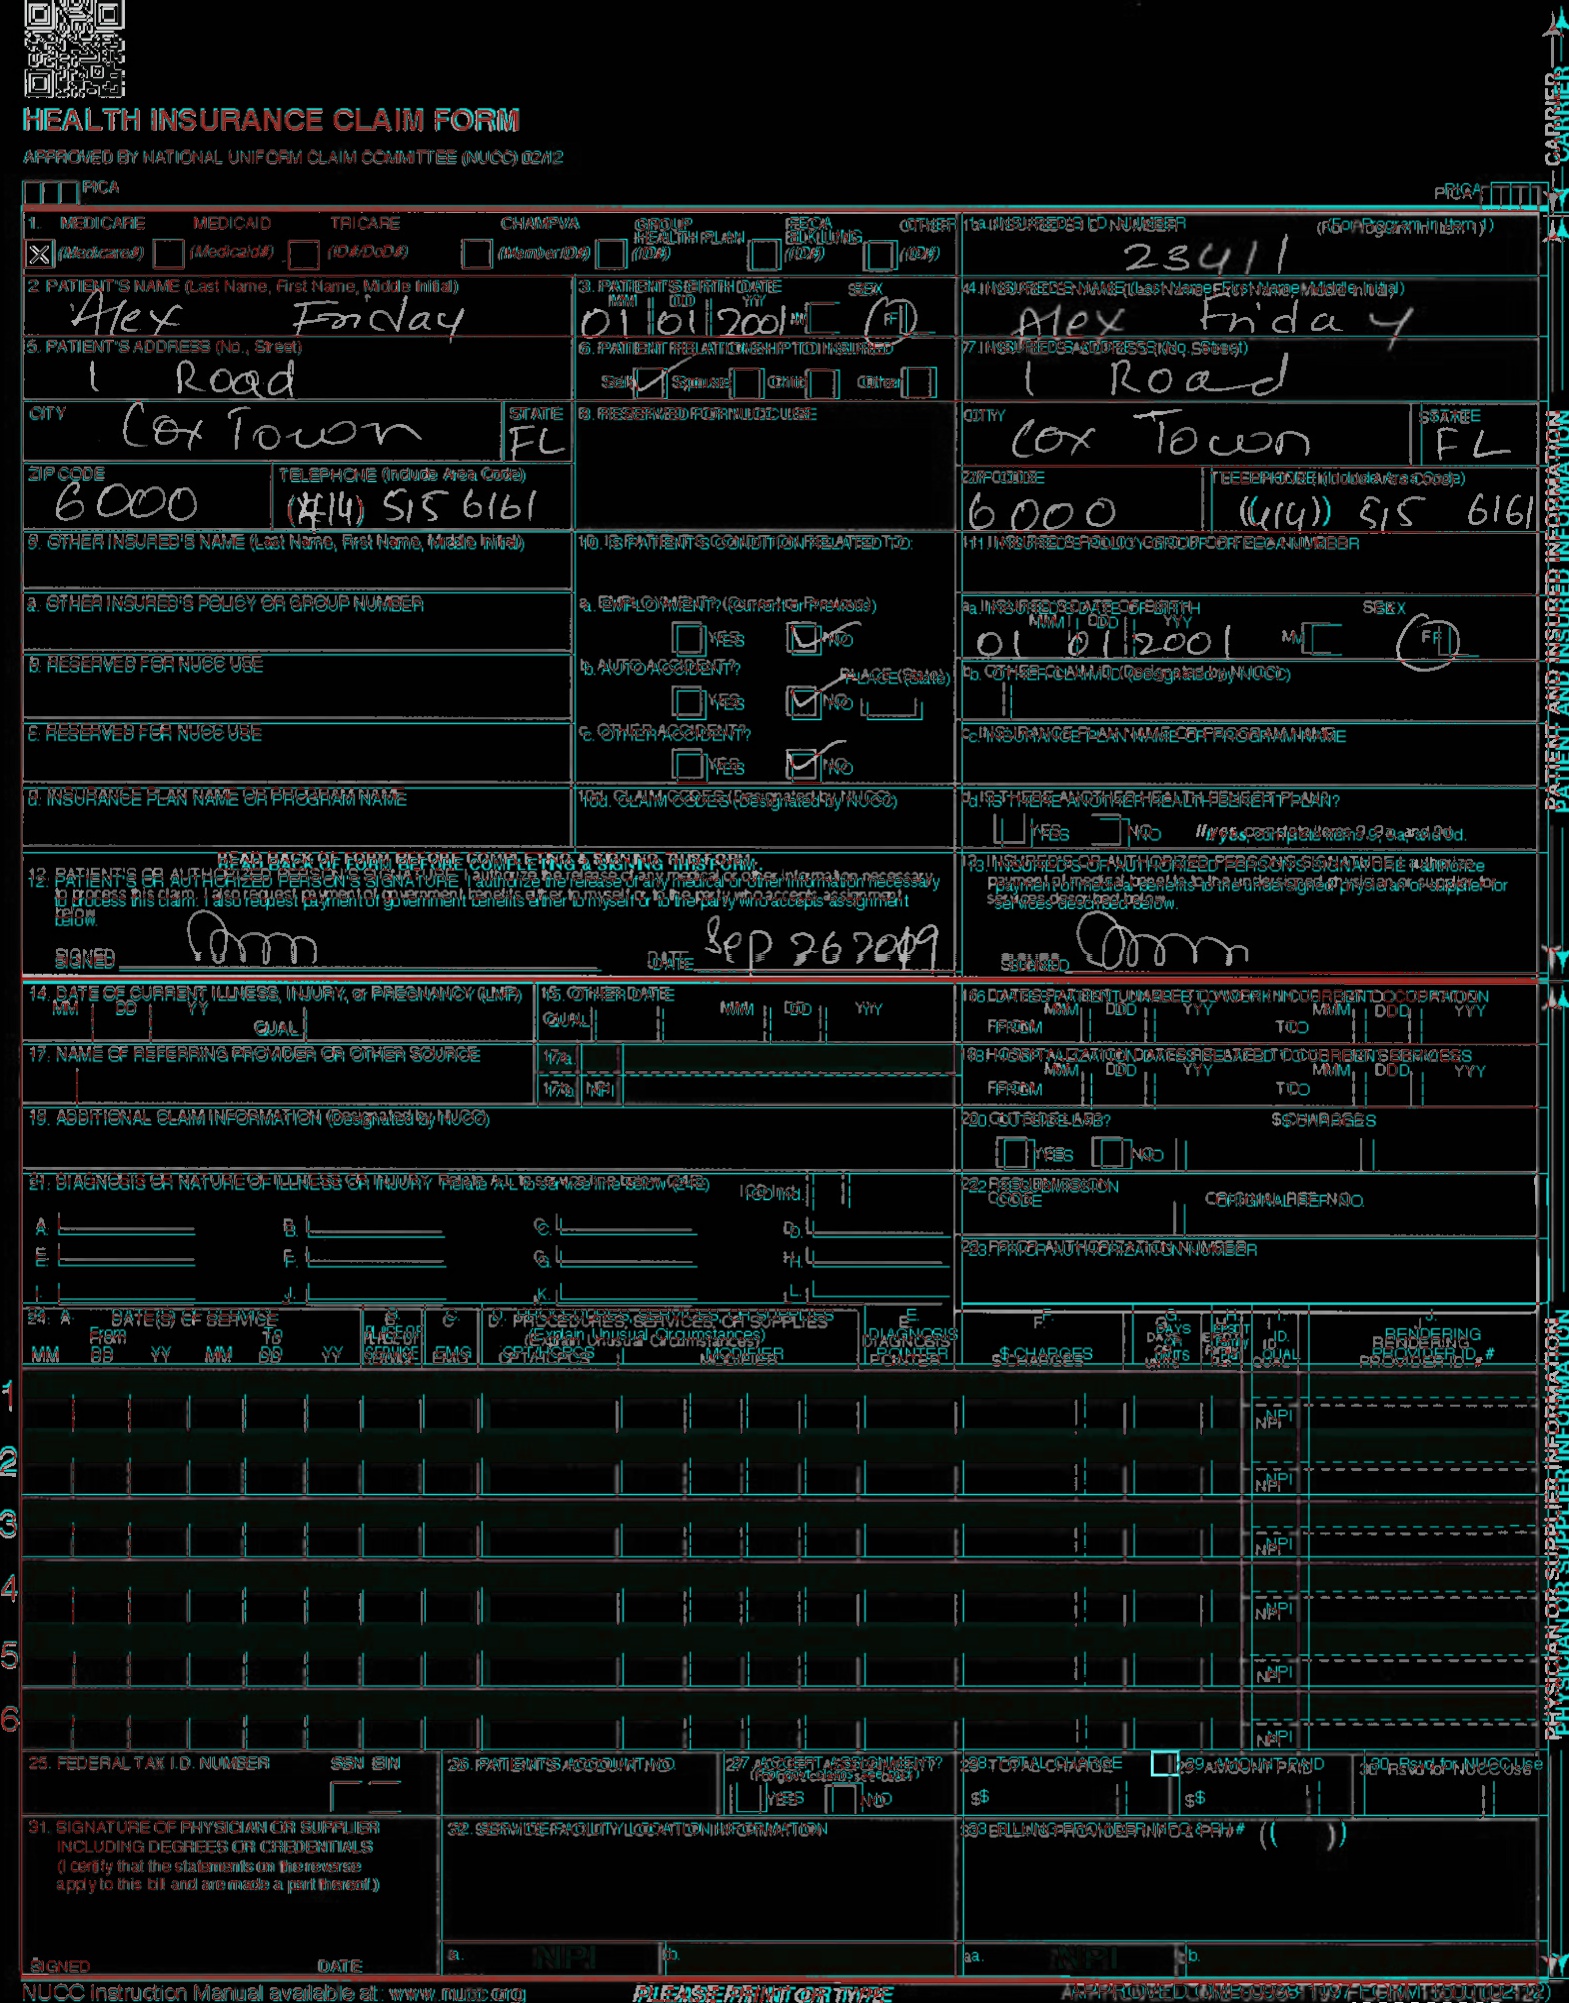 HEALTH INSURANCE CLAIM FORM
APPROVED BY NATIONAL UNIFORM CLAIM COMMITTEE (NUCC) 02/12
PICA PICA
CARRIER
1. MEDICARE MEDICAID TRICARE CHAMPVA GROUP HEALTH PLAN FECA BLK LUNG OTHER
(Medicare#) (Medicaid#) (ID#/DoD#) (Member ID#) (ID#) (ID#) (ID#)
1a. INSURED'S I.D. NUMBER (For Program in Item 1)
23411
2. PATIENT'S NAME (Last Name, First Name, Middle Initial)
Alex Friday
3. PATIENT'S BIRTH DATE SEX
MM DD YY
01 01 2001 M F
4. INSURED'S NAME (Last Name, First Name, Middle Initial)
Alex Friday
5. PATIENT'S ADDRESS (No., Street)
1 Road
6. PATIENT RELATIONSHIP TO INSURED
Self Spouse Child Other
7. INSURED'S ADDRESS (No., Street)
1 Road
CITY STATE
Cox Town FL
8. RESERVED FOR NUCC USE
CITY STATE
Cox Town FL
ZIP CODE TELEPHONE (Include Area Code)
6000 (414) 515 6161
ZIP CODE TELEPHONE (Include Area Code)
6000 (414) 515 6161
9. OTHER INSURED'S NAME (Last Name, First Name, Middle Initial)
10. IS PATIENT'S CONDITION RELATED TO:
11. INSURED'S POLICY GROUP OR FECA NUMBER
a. OTHER INSURED'S POLICY OR GROUP NUMBER
a. EMPLOYMENT? (Current or Previous)
YES NO
a. INSURED'S DATE OF BIRTH SEX
MM DD YY
01 01 2001 M F
b. RESERVED FOR NUCC USE
b. AUTO ACCIDENT? PLACE (State)
YES NO
b. OTHER CLAIM ID (Designated by NUCC)
c. RESERVED FOR NUCC USE
c. OTHER ACCIDENT?
YES NO
c. INSURANCE PLAN NAME OR PROGRAM NAME
d. INSURANCE PLAN NAME OR PROGRAM NAME
10d. CLAIM CODES (Designated by NUCC)
d. IS THERE ANOTHER HEALTH BENEFIT PLAN?
YES NO If yes, complete items 9, 9a, and 9d.
PATIENT AND INSURED INFORMATION
READ BACK OF FORM BEFORE COMPLETING & SIGNING THIS FORM.
12. PATIENT'S OR AUTHORIZED PERSON'S SIGNATURE I authorize the release of any medical or other information necessary
to process this claim. I also request payment of government benefits either to myself or to the party who accepts assignment
below.
SIGNED DATE Sep 26 2019
13. INSURED'S OR AUTHORIZED PERSON'S SIGNATURE I authorize
payment of medical benefits to the undersigned physician or supplier for
services described below.
SIGNED
14. DATE OF CURRENT ILLNESS, INJURY, or PREGNANCY (LMP)
MM DD YY QUAL.
15. OTHER DATE
QUAL. MM DD YY
16. DATES PATIENT UNABLE TO WORK IN CURRENT OCCUPATION
MM DD YY MM DD YY
FROM TO
17. NAME OF REFERRING PROVIDER OR OTHER SOURCE
17a.
17b. NPI
18. HOSPITALIZATION DATES RELATED TO CURRENT SERVICES
MM DD YY MM DD YY
FROM TO
19. ADDITIONAL CLAIM INFORMATION (Designated by NUCC)
20. OUTSIDE LAB? $ CHARGES
YES NO
21. DIAGNOSIS OR NATURE OF ILLNESS OR INJURY Relate A-L to service line below (24E) ICD Ind.
A. B. C. D.
E. F. G. H.
I. J. K. L.
22. RESUBMISSION CODE ORIGINAL REF. NO.
23. PRIOR AUTHORIZATION NUMBER
24. A. DATE(S) OF SERVICE B. C. D. PROCEDURES, SERVICES, OR SUPPLIES E. F. G. H. I. J.
From To PLACE OF (Explain Unusual Circumstances) DIAGNOSIS DAYS OR ID. RENDERING
MM DD YY MM DD YY SERVICE EMG CPT/HCPCS MODIFIER POINTER $ CHARGES UNITS QUAL. PROVIDER ID. #
1 NPI
2 NPI
3 NPI
4 NPI
5 NPI
6 NPI
PHYSICIAN OR SUPPLIER INFORMATION
25. FEDERAL TAX I.D. NUMBER SSN EIN
26. PATIENT'S ACCOUNT NO.
27. ACCEPT ASSIGNMENT?
YES NO
28. TOTAL CHARGE
$
29. AMOUNT PAID
$
30. Rsvd for NUCC Use
31. SIGNATURE OF PHYSICIAN OR SUPPLIER
INCLUDING DEGREES OR CREDENTIALS
(I certify that the statements on the reverse
apply to this bill and are made a part thereof.)
SIGNED DATE
32. SERVICE FACILITY LOCATION INFORMATION
a. NPI b.
33. BILLING PROVIDER INFO & PH # ( )
a. NPI b.
NUCC Instruction Manual available at: www.nucc.org PLEASE PRINT OR TYPE